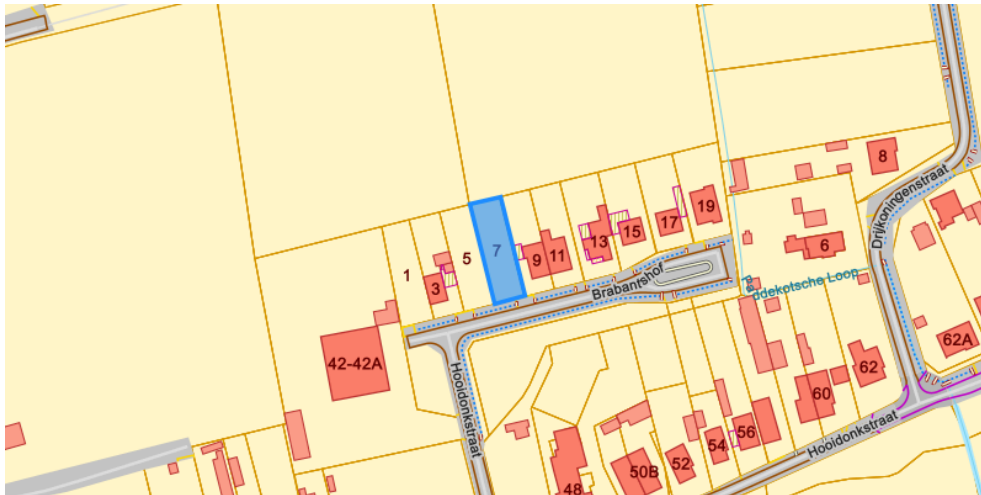 8
Drijkoningenstraat
19
17
13
15
6
5
7
1
9
11
3
Brabantshof
Paddekotsche Loop
62A
42-42A
62
60
Hooidonkstraat
Hooidonkstraat
56
54
52
50B
48